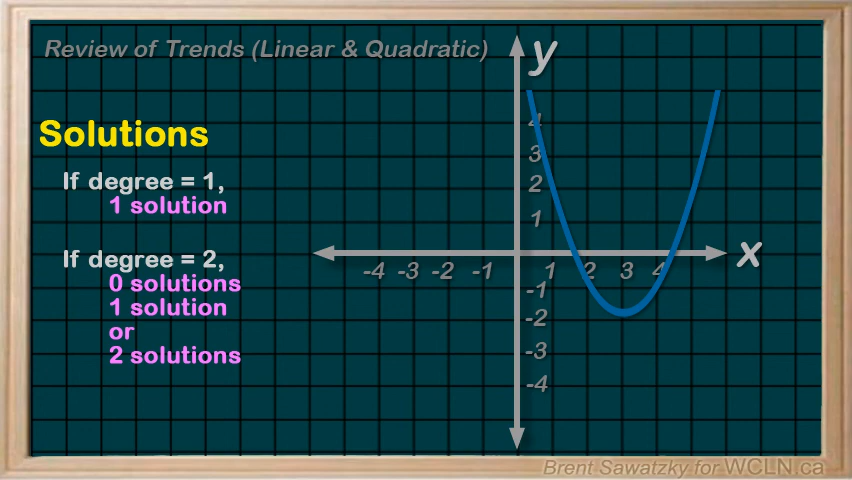 Review of Trends (Linear & Quadratic)
y
Solutions
If degree = 1,
1 solution
If degree = 2,
0 solutions
1 solution
or
2 solutions
4
3
2
1
-4 -3 -2 -1 1 2 3 4
x
-1
-2
-3
-4
Brent Sawatzky for WCLN.ca